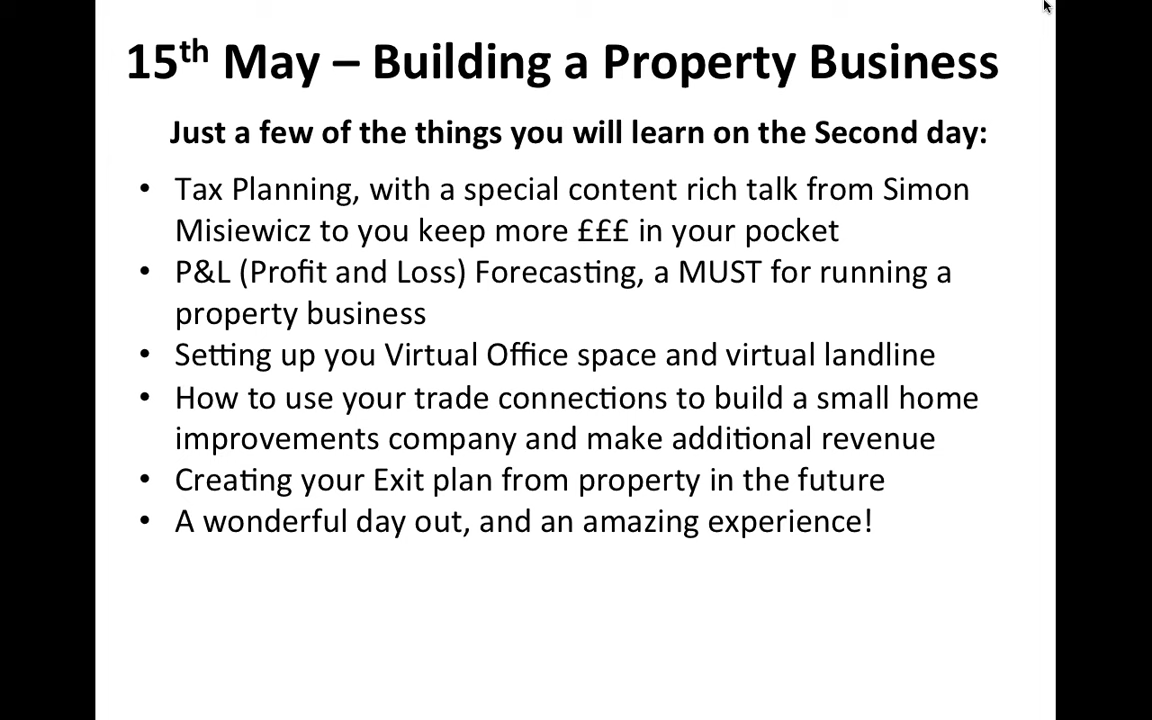 15th May – Building a Property Business
Just a few of the things you will learn on the Second day:
• Tax Planning, with a special content rich talk from Simon
Misiewicz to you keep more £££ in your pocket
• P&L (Profit and Loss) Forecasting, a MUST for running a
property business
• Setting up you Virtual Office space and virtual landline
• How to use your trade connections to build a small home
improvements company and make additional revenue
• Creating your Exit plan from property in the future
• A wonderful day out, and an amazing experience!